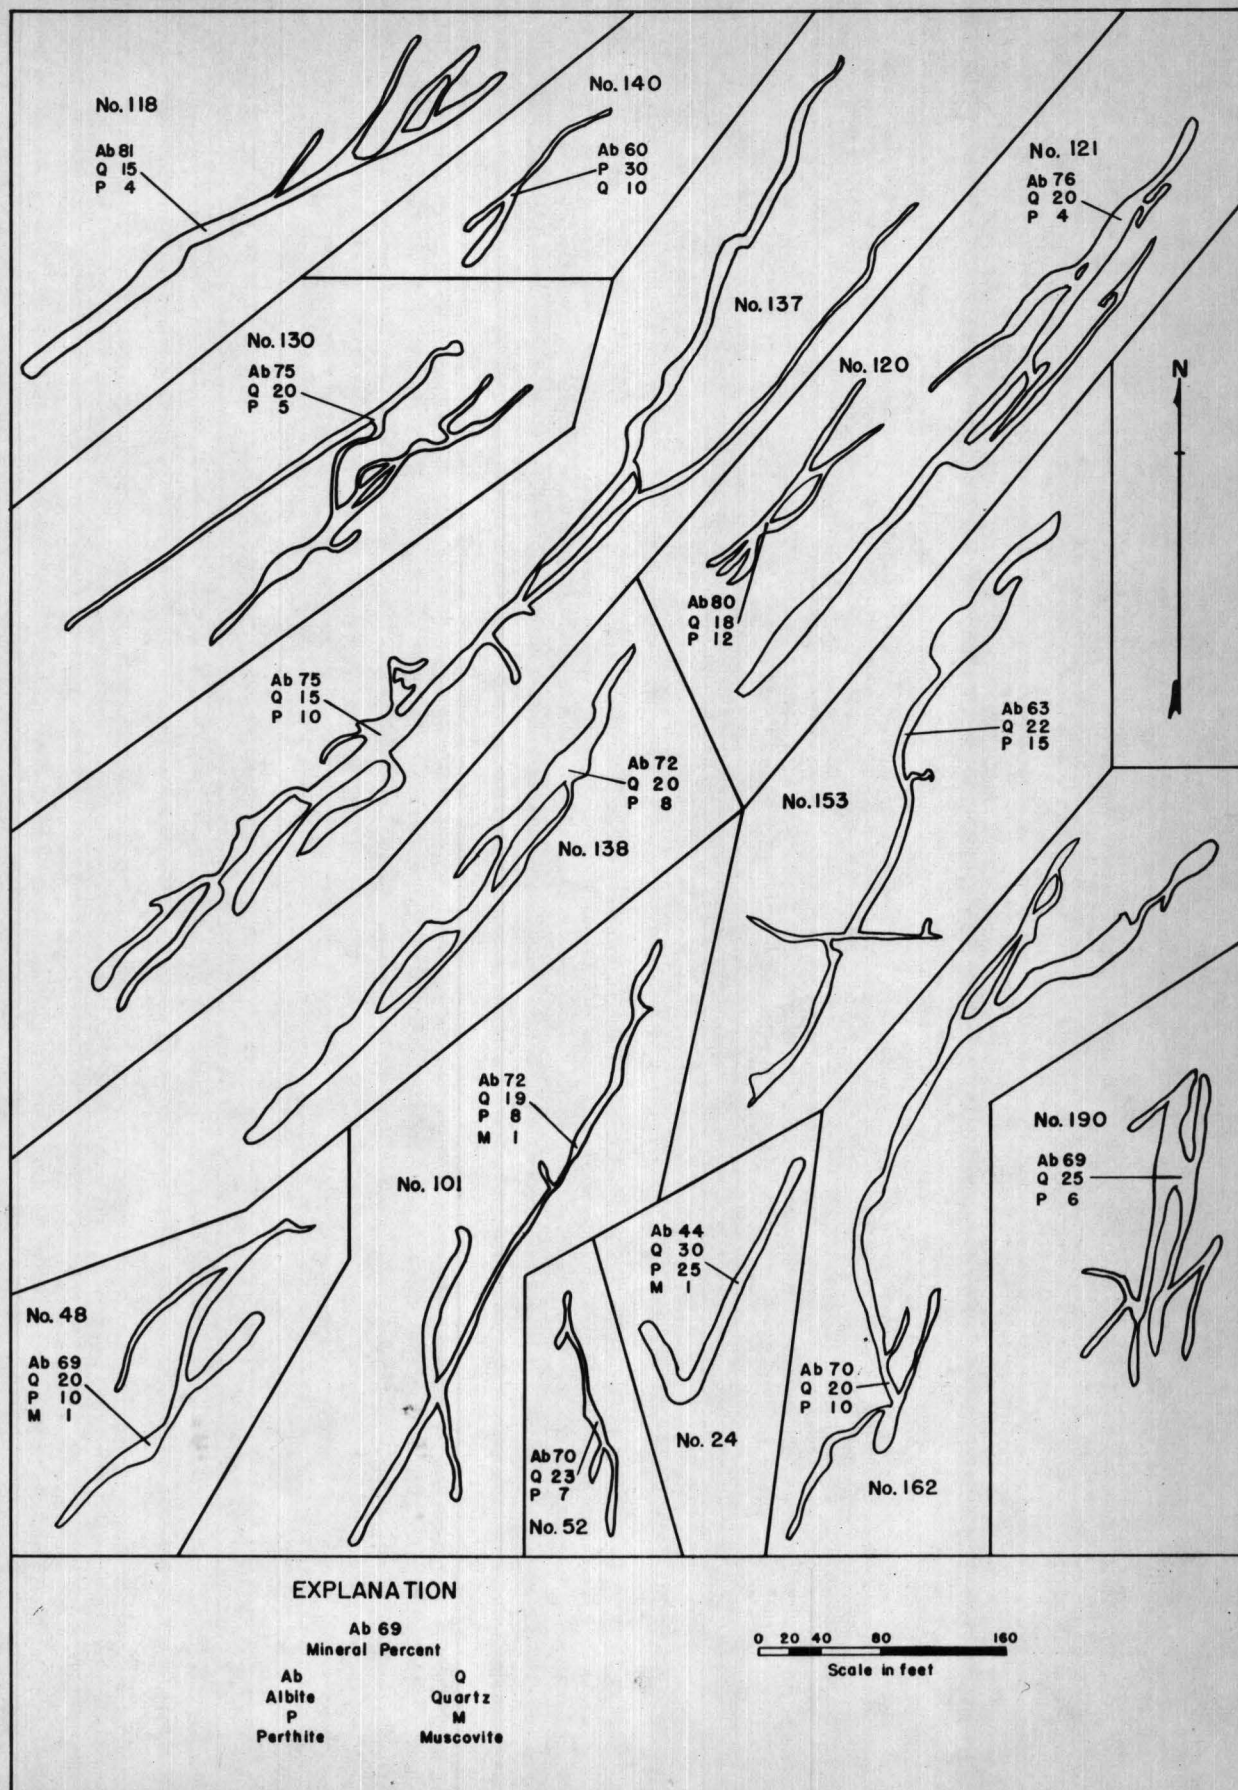 No. 118
Ab 81
Q 15
P 4
No. 140
Ab 60
P 30
Q 10
No. 121
Ab 76
Q 20
P 4
No. 137
No. 130
Ab 75
Q 20
P 5
No. 120
N
Ab 80
Q 18
P 12
Ab 75
Q 15
P 10
Ab 72
Q 20
P 8
No. 138
Ab 63
Q 22
P 15
No. 153
Ab 72
Q 19
P 8
M 1
No. 101
No. 190
Ab 69
Q 25
P 6
Ab 44
Q 30
P 25
M 1
No. 24
No. 48
Ab 69
Q 20
P 10
M 1
Ab 70
Q 20
P 10
No. 162
Ab 70
Q 23
P 7
No. 52
EXPLANATION
Ab 69
Mineral Percent
Ab Q
Albite Quartz
P M
Perthite Muscovite
0 20 40 80 160
Scale in feet